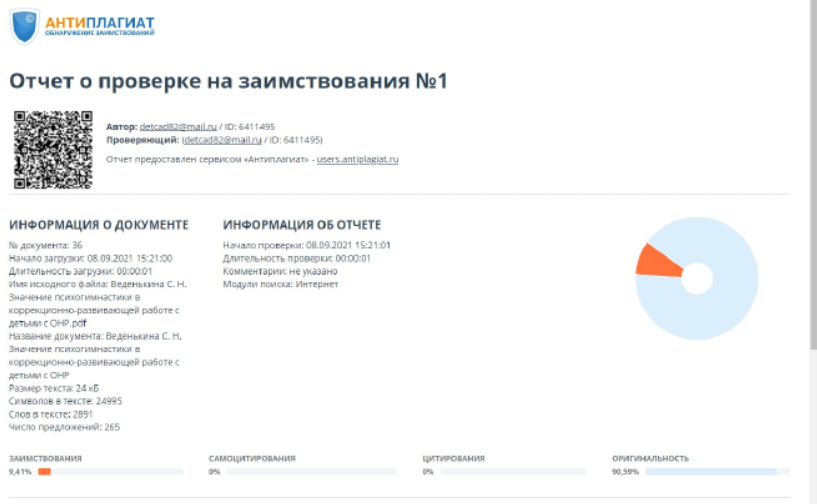 АНТИПЛАГИАТ
ОБНАРУЖЕНИЕ ЗАИМСТВОВАНИЙ
Отчет о проверке на заимствования №1
Автор: detcad82@mail.ru / ID: 6411495
Проверяющий: (detcad82@mail.ru / ID: 6411495)
Отчет предоставлен сервисом «Антиплагиат» - users.antiplagiat.ru
ИНФОРМАЦИЯ О ДОКУМЕНТЕ
№ документа: 36
Начало загрузки: 08.09.2021 15:21:00
Длительность загрузки: 00:00:01
Имя исходного файла: Веденькина С. Н.
Значение психогимнастики в
коррекционно-развивающей работе с
детьми с ОНР.pdf
Название документа: Веденькина С. Н.
Значение психогимнастики в
коррекционно-развивающей работе с
детьми с ОНР
Размер текста: 24 кБ
Cимволов в тексте: 24995
Слов в тексте: 2891
Число предложений: 265
ИНФОРМАЦИЯ ОБ ОТЧЕТЕ
Начало проверки: 08.09.2021 15:21:01
Длительность проверки: 00:00:01
Комментарии: не указано
Модули поиска: Интернет
ЗАИМСТВОВАНИЯ
9,41%
САМОЦИТИРОВАНИЯ
0%
ЦИТИРОВАНИЯ
0%
ОРИГИНАЛЬНОСТЬ
90,59%